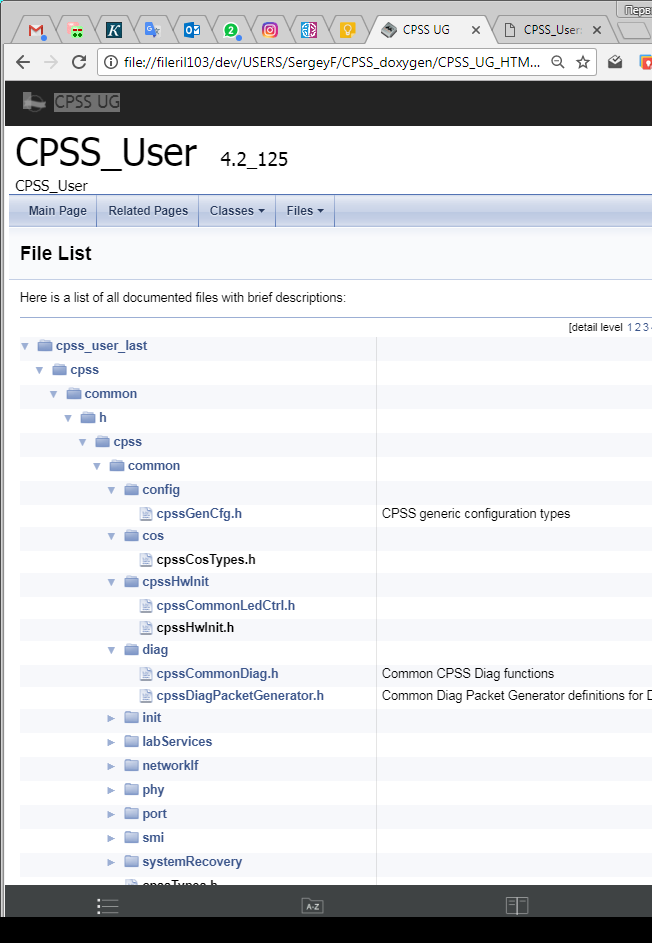 Перв
CPSS UG
CPSS_User:
file://fileril103/dev/USERS/SergeyF/CPSS_doxygen/CPSS_UG_HTM...
CPSS UG
CPSS_User 4.2_125
CPSS_User
Main Page Related Pages Classes Files
File List
Here is a list of all documented files with brief descriptions:
[detail level 1 2 3
cpss_user_last
cpss
common
h
cpss
common
config
cpssGenCfg.h CPSS generic configuration types
cos
cpssCosTypes.h
cpssHwInit
cpssCommonLedCtrl.h
cpssHwInit.h
diag
cpssCommonDiag.h Common CPSS Diag functions
cpssDiagPacketGenerator.h Common Diag Packet Generator definitions for D
init
labServices
networkIf
phy
port
smi
systemRecovery
cpssTypes.h
A-Z